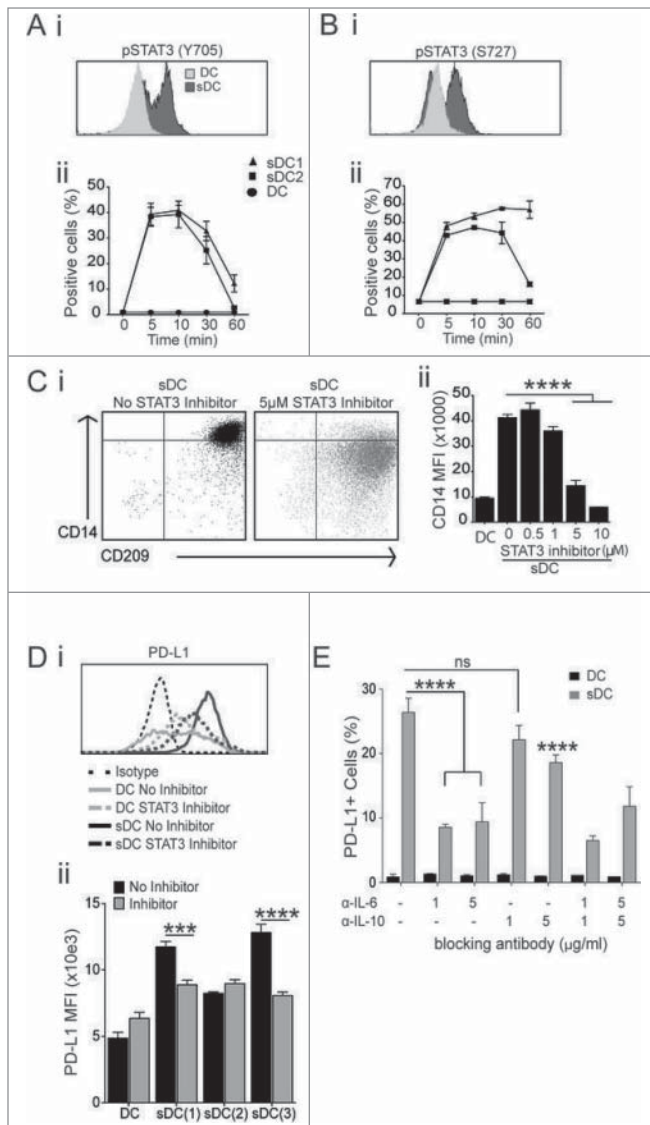 A i
pSTAT3 (Y705)
DC
sDC
ii
sDC1
sDC2
DC
Positive cells (%)
50
40
30
20
10
0
0 5 10 30 60
Time (min)
B i
pSTAT3 (S727)
ii
Positive cells (%)
70
60
50
40
30
20
10
0
0 5 10 30 60
Time (min)
C i
sDC
No STAT3 Inhibitor
sDC
5µM STAT3 Inhibitor
CD14
CD209
ii
****
CD14 MFI (x1000)
50
40
30
20
10
0
DC 0 0.5 1 5 10
STAT3 inhibitor (µM)
sDC
D i
PD-L1
Isotype
DC No Inhibitor
DC STAT3 Inhibitor
sDC No Inhibitor
sDC STAT3 Inhibitor
ii
No Inhibitor
Inhibitor
PD-L1 MFI (x10e3)
15
10
5
0
*** ****
DC sDC(1) sDC(2) sDC(3)
E
DC
sDC
ns
****
****
PD-L1+ Cells (%)
30
20
10
0
α-IL-6 - 1 5 - - 1 5
α-IL-10 - - - 1 5 1 5
blocking antibody (µg/ml)